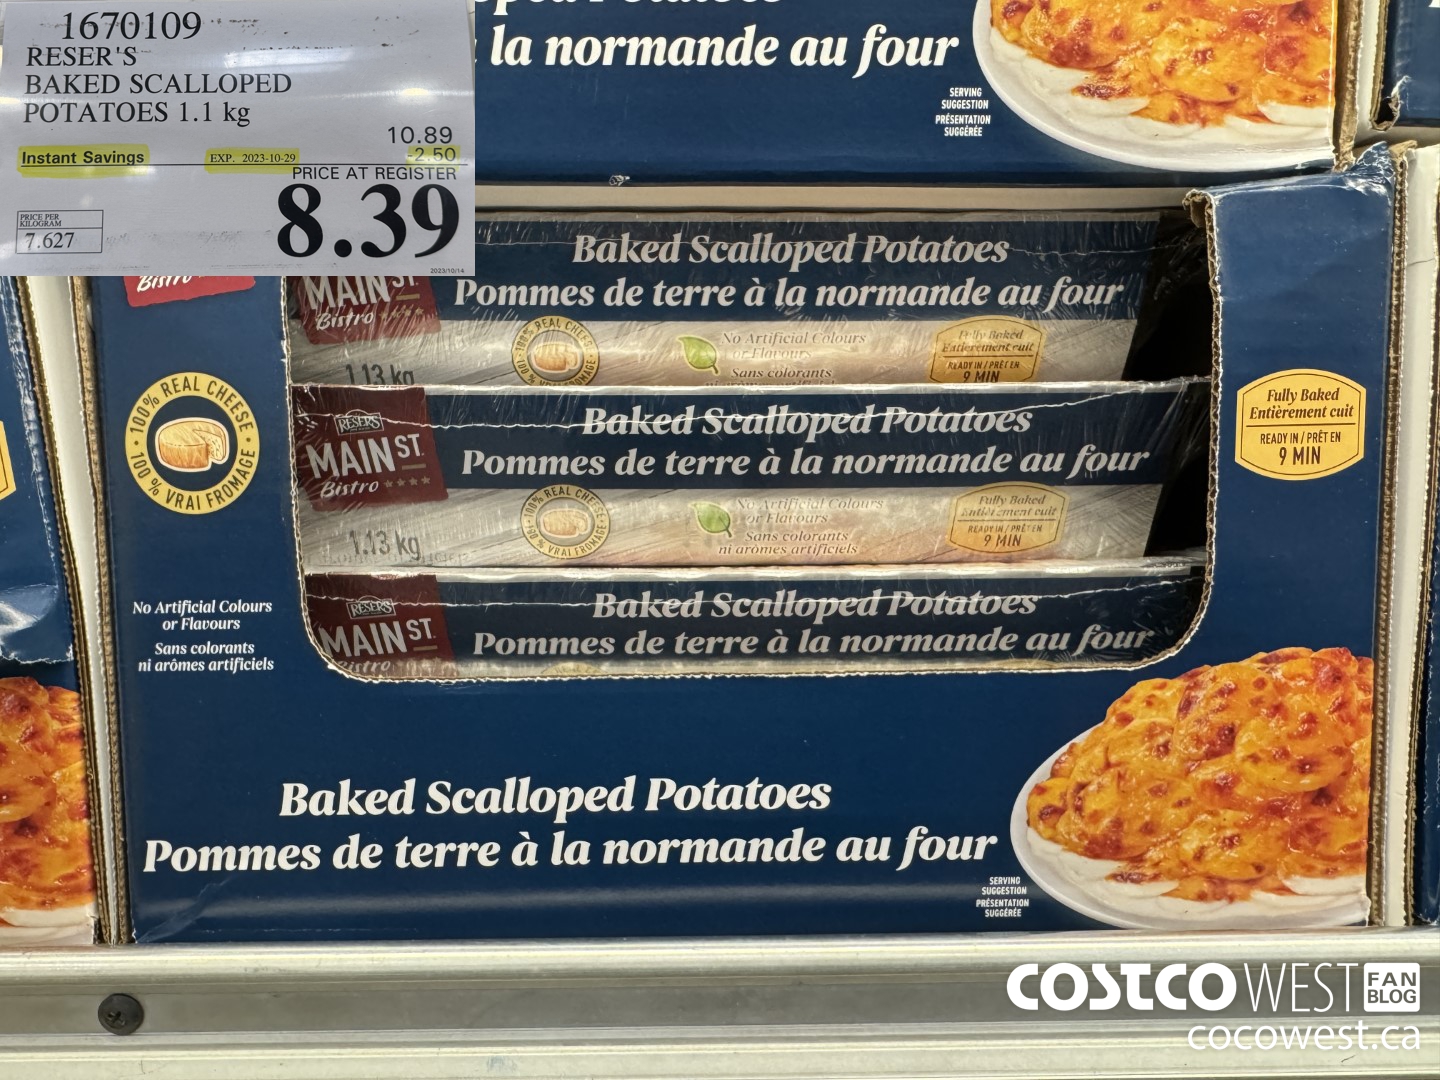 1670109
RESER'S
BAKED SCALLOPED
POTATOES 1.1 kg
10.89
Instant Savings EXP. 2023-10-29 -2.50
PRICE AT REGISTER
8.39
PRICE PER
KILOGRAM
7.627
2023/10/14
la normande au four
SERVING
SUGGESTION
PRÉSENTATION
SUGGÉRÉE
Bistro
100% REAL CHEESE
100% VRAI FROMAGE
No Artificial Colours
or Flavours
Sans colorants
ni arômes artificiels
MAIN ST.
Bistro
Baked Scalloped Potatoes
Pommes de terre à la normande au four
100% REAL CHEESE
No Artificial Colours
or Flavours
Sans colorants
Fully Baked
Entièrement cuit
READY IN / PRÊT EN
9 MIN
1.13 kg
RESER'S
MAIN ST.
Bistro
Baked Scalloped Potatoes
Pommes de terre à la normande au four
100% REAL CHEESE
100% VRAI FROMAGE
No Artificial Colours
or Flavours
Sans colorants
ni arômes artificiels
Fully Baked
Entièrement cuit
READY IN / PRÊT EN
9 MIN
1.13 kg
RESER'S
MAIN ST.
Bistro
Baked Scalloped Potatoes
Pommes de terre à la normande au four
Fully Baked
Entièrement cuit
READY IN / PRÊT EN
9 MIN
Baked Scalloped Potatoes
Pommes de terre à la normande au four
SERVING
SUGGESTION
PRÉSENTATION
SUGGÉRÉE
COSTCO WEST FAN BLOG
cocowest.ca